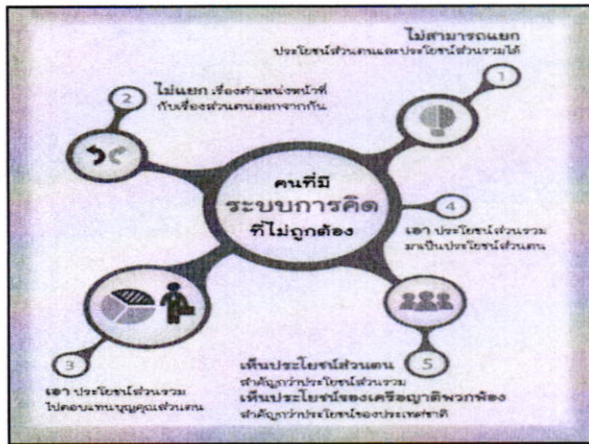 ไม่สามารถแยก
ประโยชน์ส่วนตนและประโยชน์ส่วนรวมได้
1
2
ไม่แยก เรื่องตำแหน่งหน้าที่
กับเรื่องส่วนตนออกจากกัน
คนที่มี
ระบบการคิด
ที่ไม่ถูกต้อง
4
เอา ประโยชน์ส่วนรวม
มาเป็นประโยชน์ส่วนตน
3
เอา ประโยชน์ส่วนรวม
ไปตอบแทนบุญคุณส่วนตน
5
เห็นประโยชน์ส่วนตน
สำคัญกว่าประโยชน์ส่วนรวม
เห็นประโยชน์ของเครือญาติพวกพ้อง
สำคัญกว่าประโยชน์ของประเทศชาติ